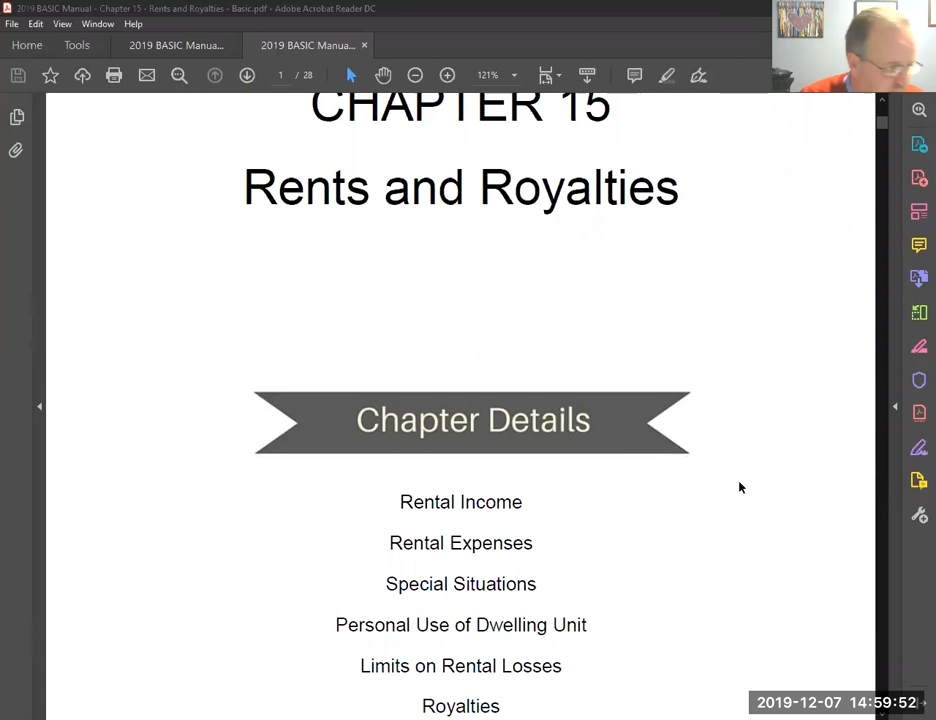 2019 BASIC Manual - Chapter 15 - Rents and Royalties - Basic.pdf - Adobe Acrobat Reader DC
File Edit View Window Help
Home Tools 2019 BASIC Manua... 2019 BASIC Manua... ×
1 / 28 121%
CHAPTER 15
Rents and Royalties
Chapter Details
Rental Income
Rental Expenses
Special Situations
Personal Use of Dwelling Unit
Limits on Rental Losses
Royalties
2019-12-07 14:59:52